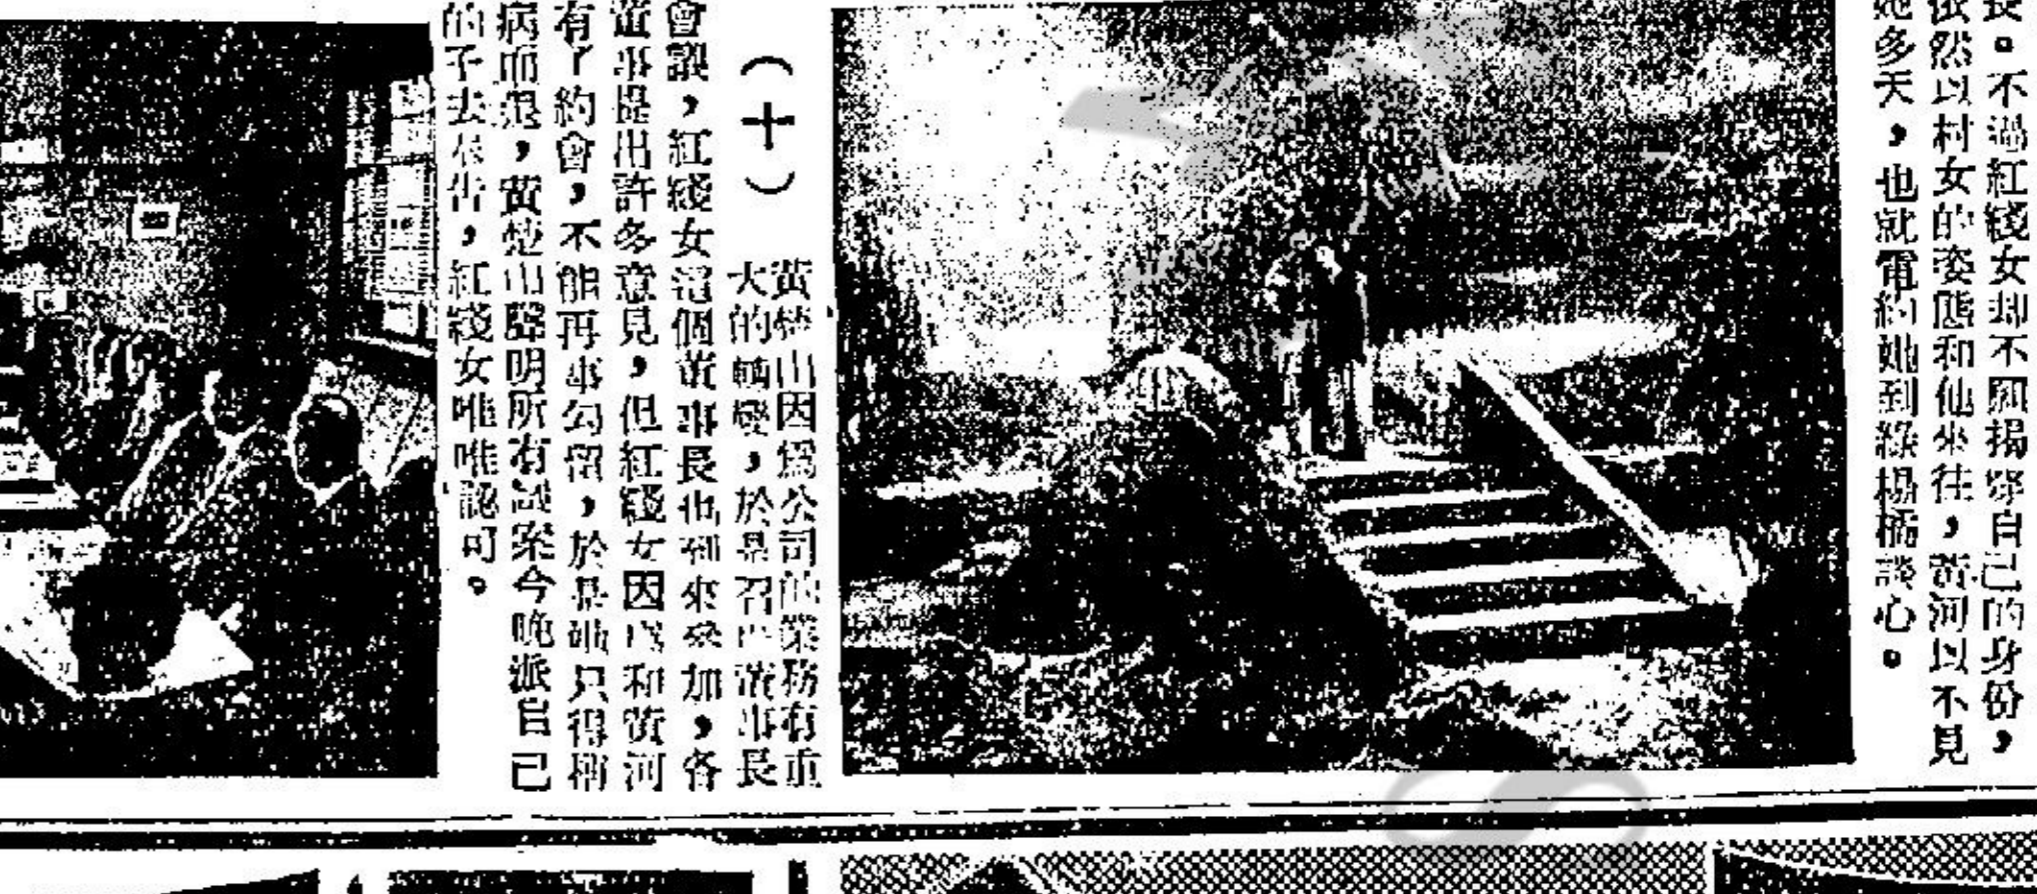 長。不過紅綫女却不願揭穿自己的身份，
依然以村女的姿態和他來往，黃河以不見
她多天，也就電約她到綠楊橋談心。
（十）
黃楚山因爲公司的業務有重
大的轉變，於是召集董事長
會議，紅綫女這個董事長也到來參加，各
董事提出許多意見，但紅綫女因爲和黃河
有了約會，不能再事勾留，於是祇只得稱
病而退，黃楚山聲明所有議案今晚派自己
的子去報告，紅綫女唯唯認可。